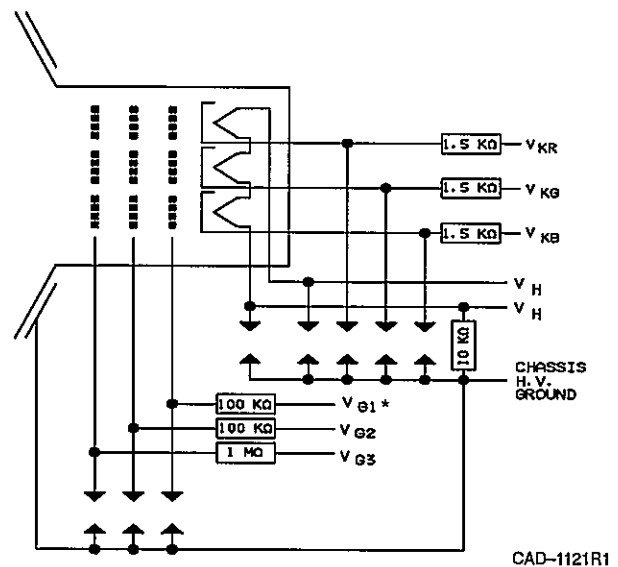 1.5 KΩ V KR
1.5 KΩ V KG
1.5 KΩ V KB
V H
V H
10 KΩ
CHASSIS
H.V.
GROUND
100 KΩ V G1*
100 KΩ V G2
1 MΩ V G3
CAD-1121R1